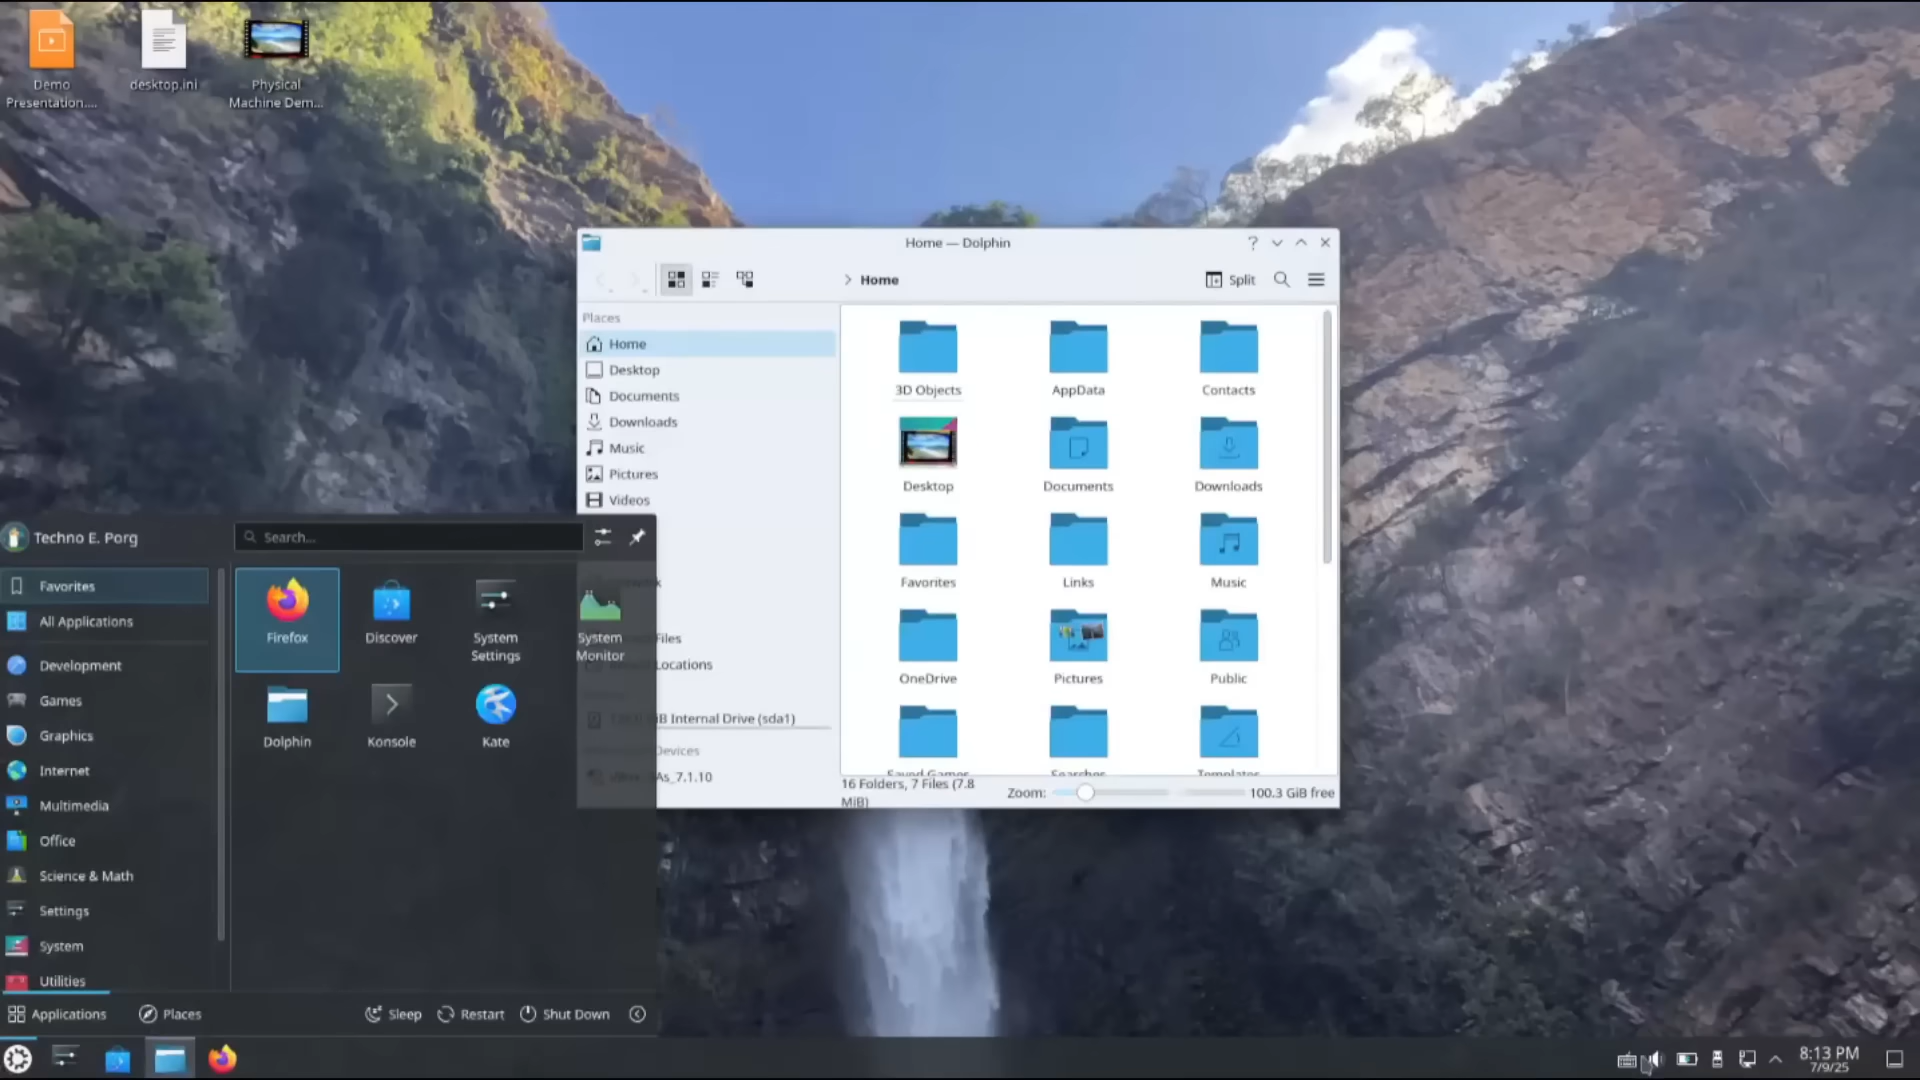 Demo
Presentation....
desktop.ini
Physical
Machine Dem...
Home — Dolphin
Home
Split
Places
Home
Desktop
Documents
Downloads
Music
Pictures
Videos
Files
Locations
Internal Drive (sda1)
Devices
As_7.1.10
3D Objects
AppData
Contacts
Desktop
Documents
Downloads
Favorites
Links
Music
OneDrive
Pictures
Public
Saved Games
Searches
Templates
16 Folders, 7 Files (7.8
MiB)
Zoom:
100.3 GiB free
Techno E. Porg
Search...
Favorites
All Applications
Development
Games
Graphics
Internet
Multimedia
Office
Science & Math
Settings
System
Utilities
Firefox
Discover
System
Settings
System
Monitor
Dolphin
Konsole
Kate
Applications
Places
Sleep
Restart
Shut Down
8:13 PM
7/9/25